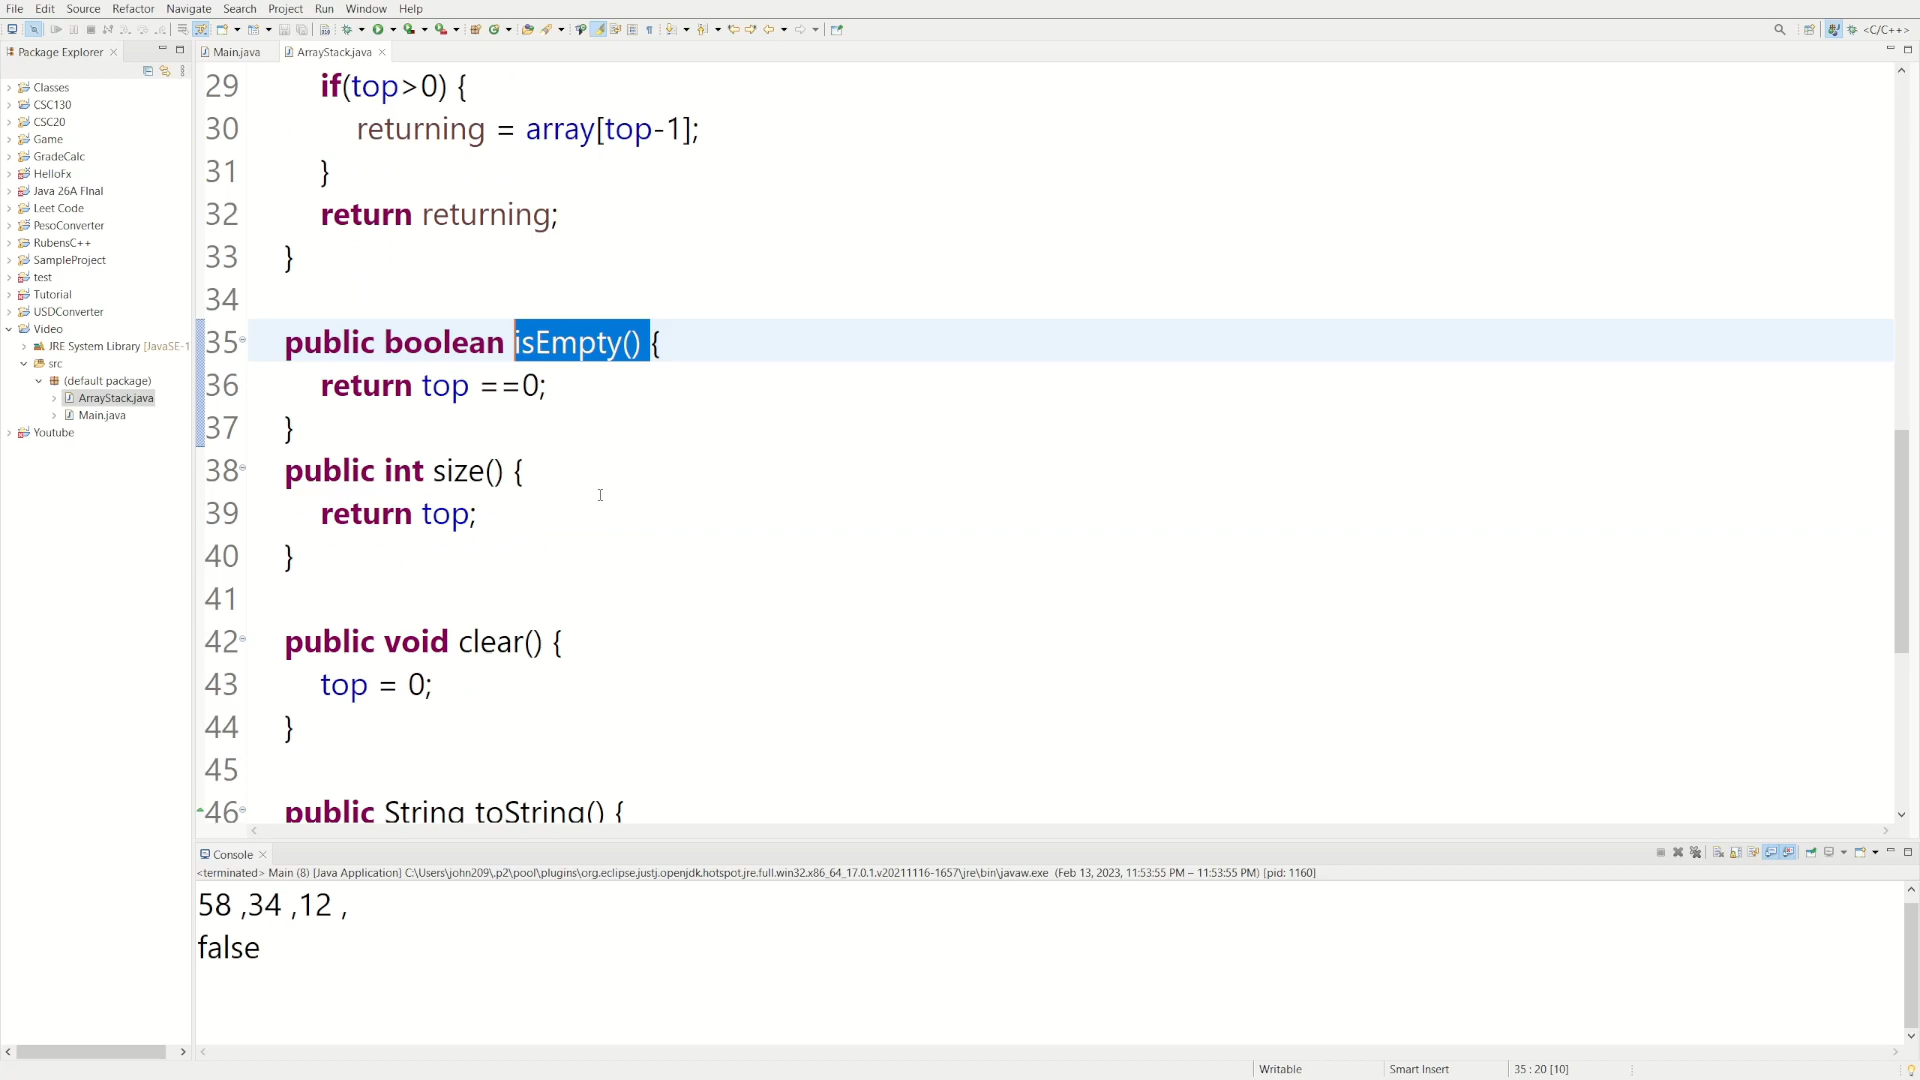 File Edit Source Refactor Navigate Search Project Run Window Help
<C/C++>
Package Explorer
Main.java
ArrayStack.java
Classes
CSC130
CSC20
Game
GradeCalc
HelloFx
Java 26A FInal
Leet Code
PesoConverter
RubensC++
SampleProject
test
Tutorial
USDConverter
Video
JRE System Library [JavaSE-1
src
(default package)
ArrayStack.java
Main.java
Youtube
29 if(top>0) {
30 returning = array[top-1];
31 }
32 return returning;
33 }
34
35 public boolean isEmpty() {
36 return top ==0;
37 }
38 public int size() {
39 return top;
40 }
41
42 public void clear() {
43 top = 0;
44 }
45
46 public String toString() {
Console
<terminated> Main (8) [Java Application] C:\Users\john209\.p2\pool\plugins\org.eclipse.justj.openjdk.hotspot.jre.full.win32.x86_64_17.0.1.v20211116-1657\jre\bin\javaw.exe (Feb 13, 2023, 11:53:55 PM – 11:53:55 PM) [pid: 1160]
58 ,34 ,12 ,
false
Writable Smart Insert 35 : 20 [10]